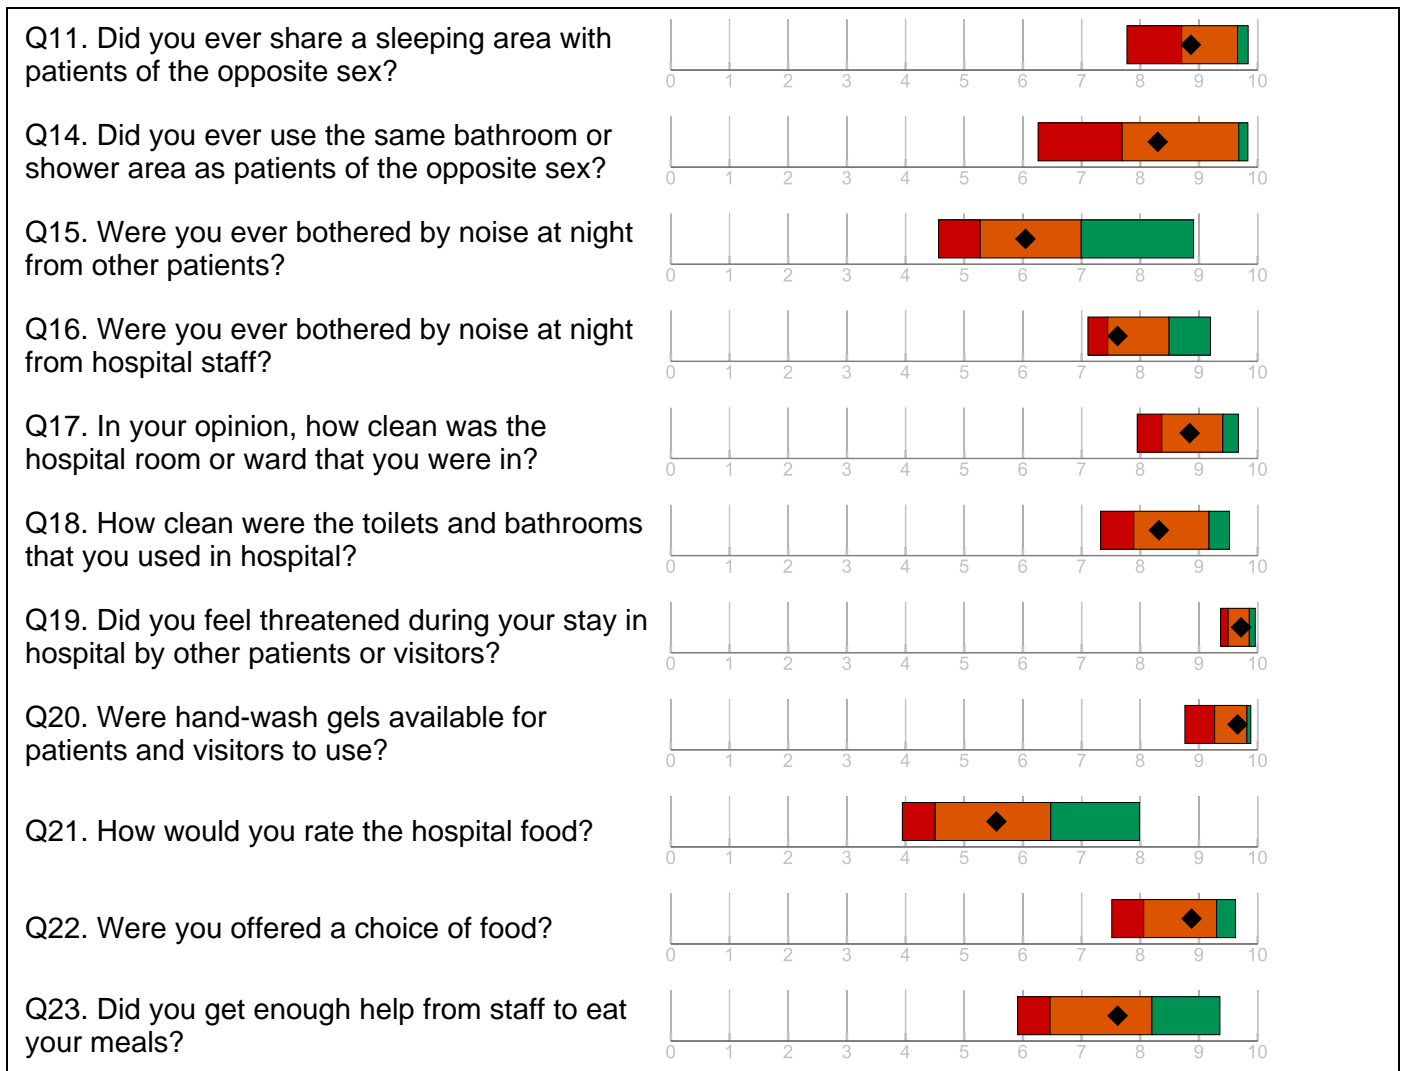 Q11. Did you ever share a sleeping area with
patients of the opposite sex?
0 1 2 3 4 5 6 7 8 9 10
Q14. Did you ever use the same bathroom or
shower area as patients of the opposite sex?
0 1 2 3 4 5 6 7 8 9 10
Q15. Were you ever bothered by noise at night
from other patients?
0 1 2 3 4 5 6 7 8 9 10
Q16. Were you ever bothered by noise at night
from hospital staff?
0 1 2 3 4 5 6 7 8 9 10
Q17. In your opinion, how clean was the
hospital room or ward that you were in?
0 1 2 3 4 5 6 7 8 9 10
Q18. How clean were the toilets and bathrooms
that you used in hospital?
0 1 2 3 4 5 6 7 8 9 10
Q19. Did you feel threatened during your stay in
hospital by other patients or visitors?
0 1 2 3 4 5 6 7 8 9 10
Q20. Were hand-wash gels available for
patients and visitors to use?
0 1 2 3 4 5 6 7 8 9 10
Q21. How would you rate the hospital food?
0 1 2 3 4 5 6 7 8 9 10
Q22. Were you offered a choice of food?
0 1 2 3 4 5 6 7 8 9 10
Q23. Did you get enough help from staff to eat
your meals?
0 1 2 3 4 5 6 7 8 9 10